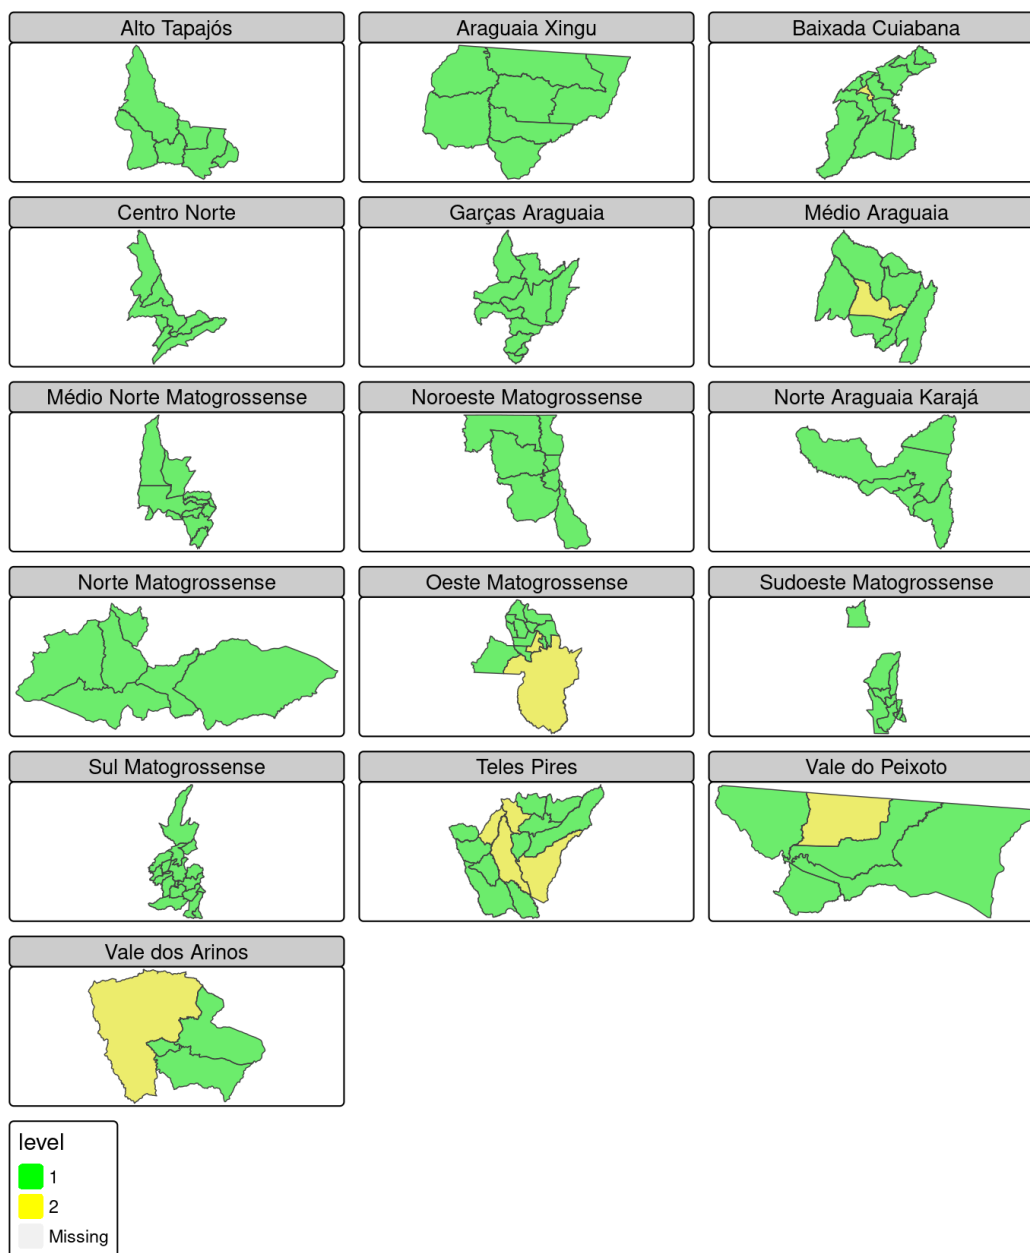 Alto Tapajós
Araguaia Xingu
Baixada Cuiabana
Centro Norte
Garças Araguaia
Médio Araguaia
Médio Norte Matogrossense
Noroeste Matogrossense
Norte Araguaia Karajá
Norte Matogrossense
Oeste Matogrossense
Sudoeste Matogrossense
Sul Matogrossense
Teles Pires
Vale do Peixoto
Vale dos Arinos
level
1
2
Missing